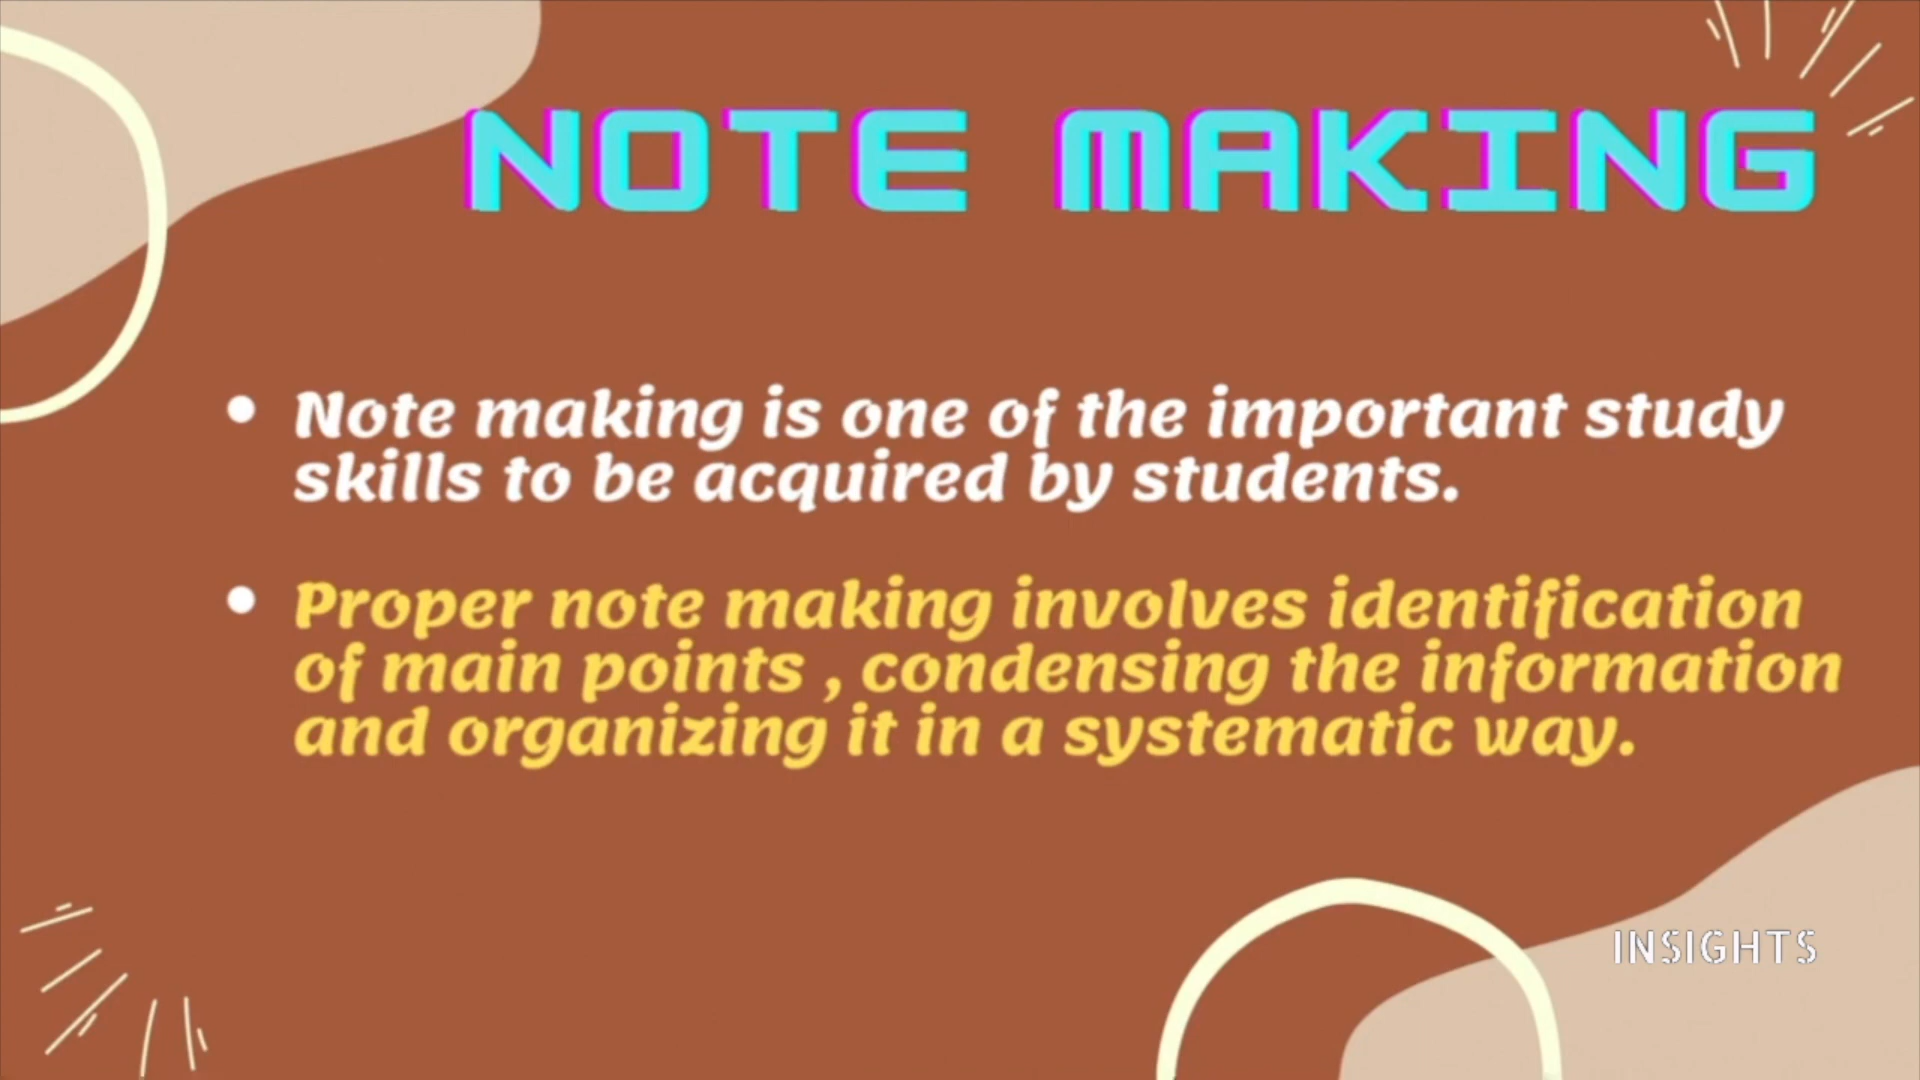 NOTE MAKING
• Note making is one of the important study
skills to be acquired by students.
• Proper note making involves identification
of main points , condensing the information
and organizing it in a systematic way.
INSIGHTS